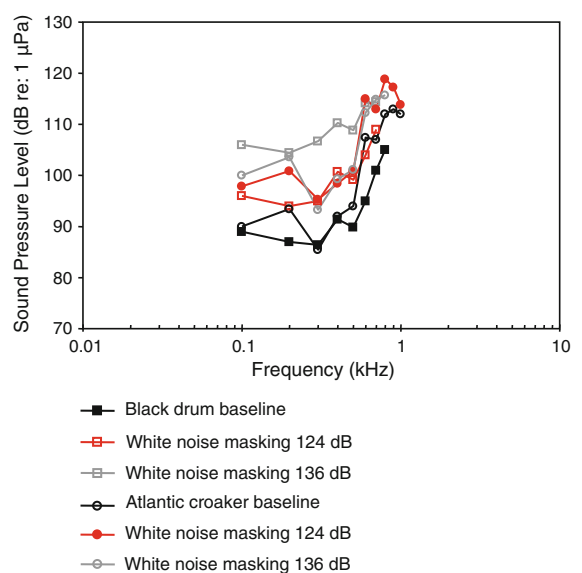 130
120
110
100
90
80
70
0.01
0.1
1
10
Sound Pressure Level (dB re: 1 µPa)
Frequency (kHz)
Black drum baseline
White noise masking 124 dB
White noise masking 136 dB
Atlantic croaker baseline
White noise masking 124 dB
White noise masking 136 dB